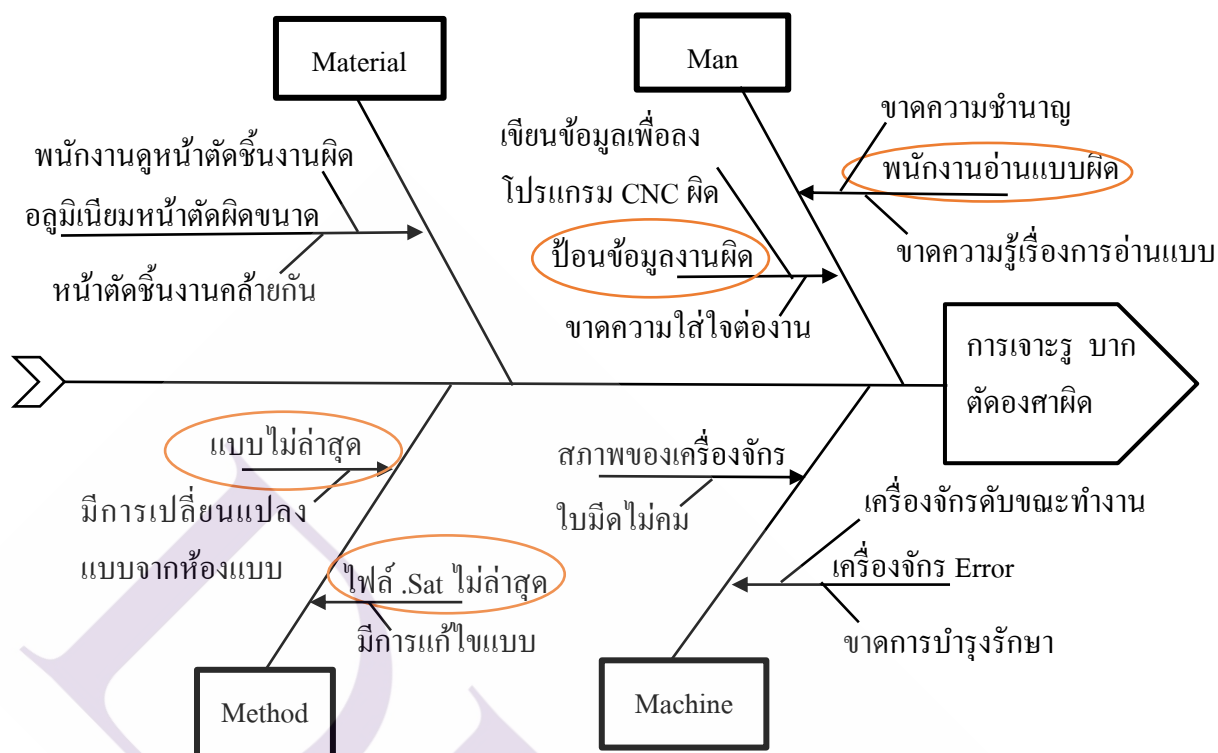 Material
Man
พนักงานดูหน้าตัดชิ้นงานผิด
อลูมิเนียมหน้าตัดผิดขนาด
หน้าตัดชิ้นงานคล้ายกัน
เขียนข้อมูลเพื่อลง
โปรแกรม CNC ผิด
ป้อนข้อมูลงานผิด
ขาดความใส่ใจต่องาน
ขาดความชำนาญ
พนักงานอ่านแบบผิด
ขาดความรู้เรื่องการอ่านแบบ
การเจาะรู บาก
ตัดองศาผิด
แบบไม่ล่าสุด
มีการเปลี่ยนแปลง
แบบจากห้องแบบ
ไฟล์ .Sat ไม่ล่าสุด
มีการแก้ไขแบบ
สภาพของเครื่องจักร
ใบมีดไม่คม
เครื่องจักรดับขณะทำงาน
เครื่องจักร Error
ขาดการบำรุงรักษา
Method
Machine